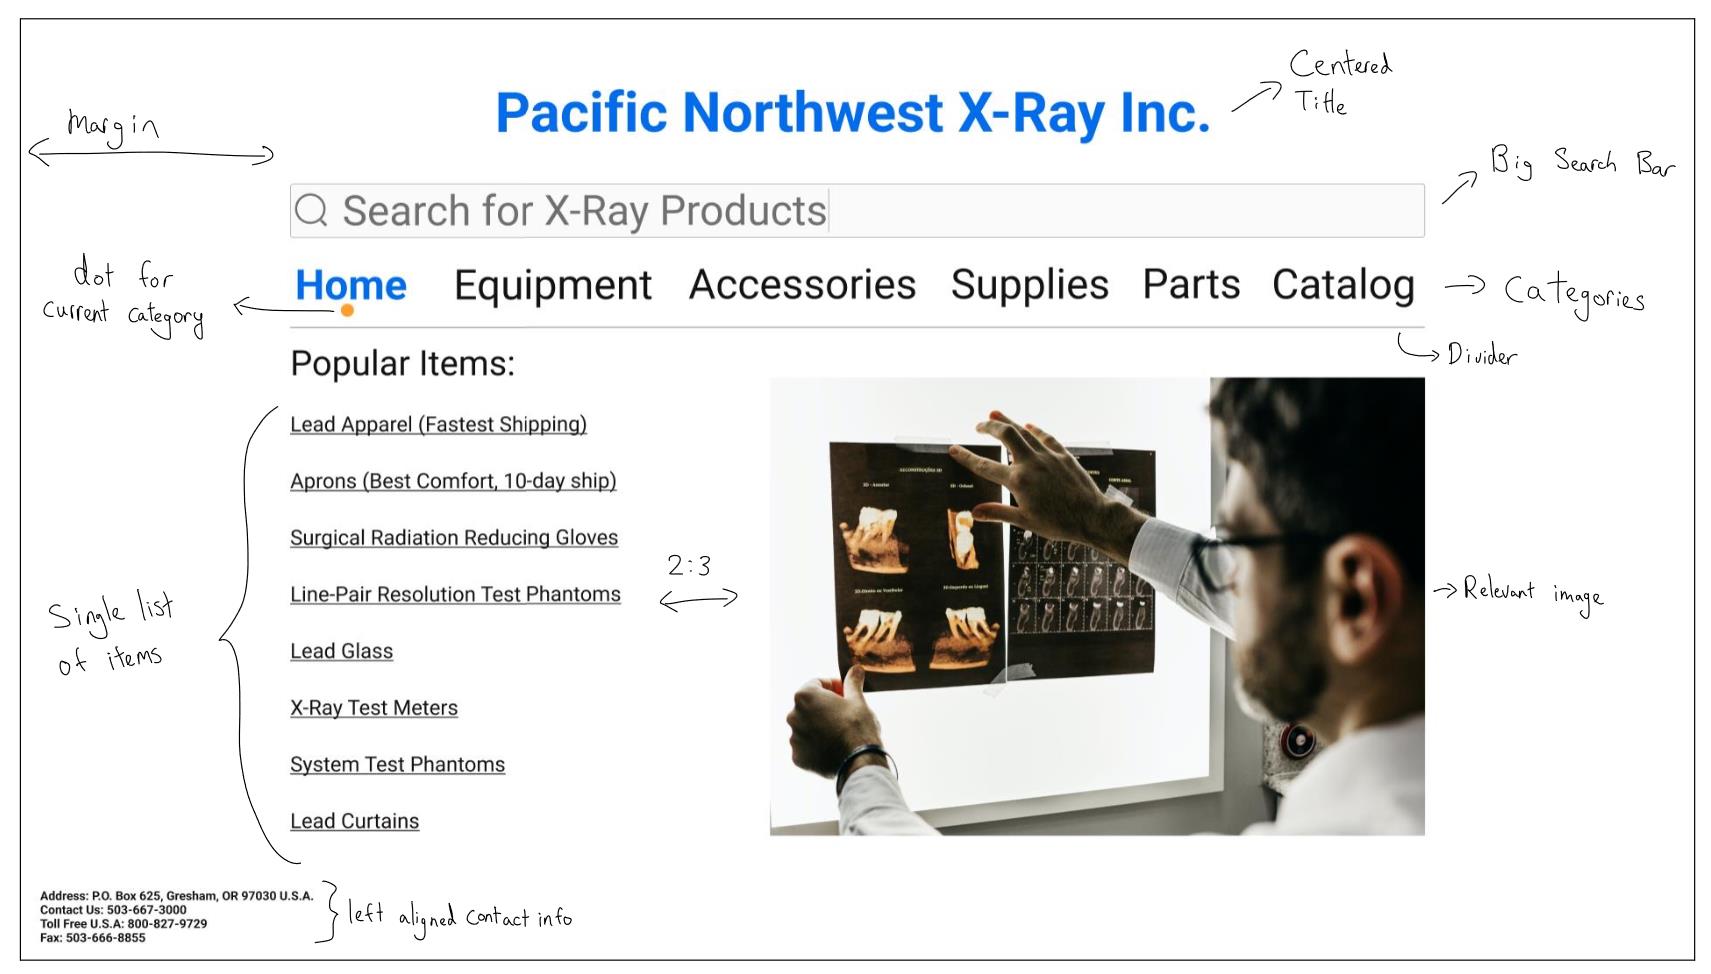 Centered
Title
Pacific Northwest X-Ray Inc.
Margin
Big Search Bar
Search for X-Ray Products
dot for
current category
Home Equipment Accessories Supplies Parts Catalog
Categories
Divider
Popular Items:
Lead Apparel (Fastest Shipping)
Aprons (Best Comfort, 10-day ship)
Surgical Radiation Reducing Gloves
2:3
Line-Pair Resolution Test Phantoms
Relevant image
Single list
of items
Lead Glass
X-Ray Test Meters
System Test Phantoms
Lead Curtains
Address: P.O. Box 625, Gresham, OR 97030 U.S.A.
Contact Us: 503-667-3000
Toll Free U.S.A: 800-827-9729
Fax: 503-666-8855
left aligned contact info